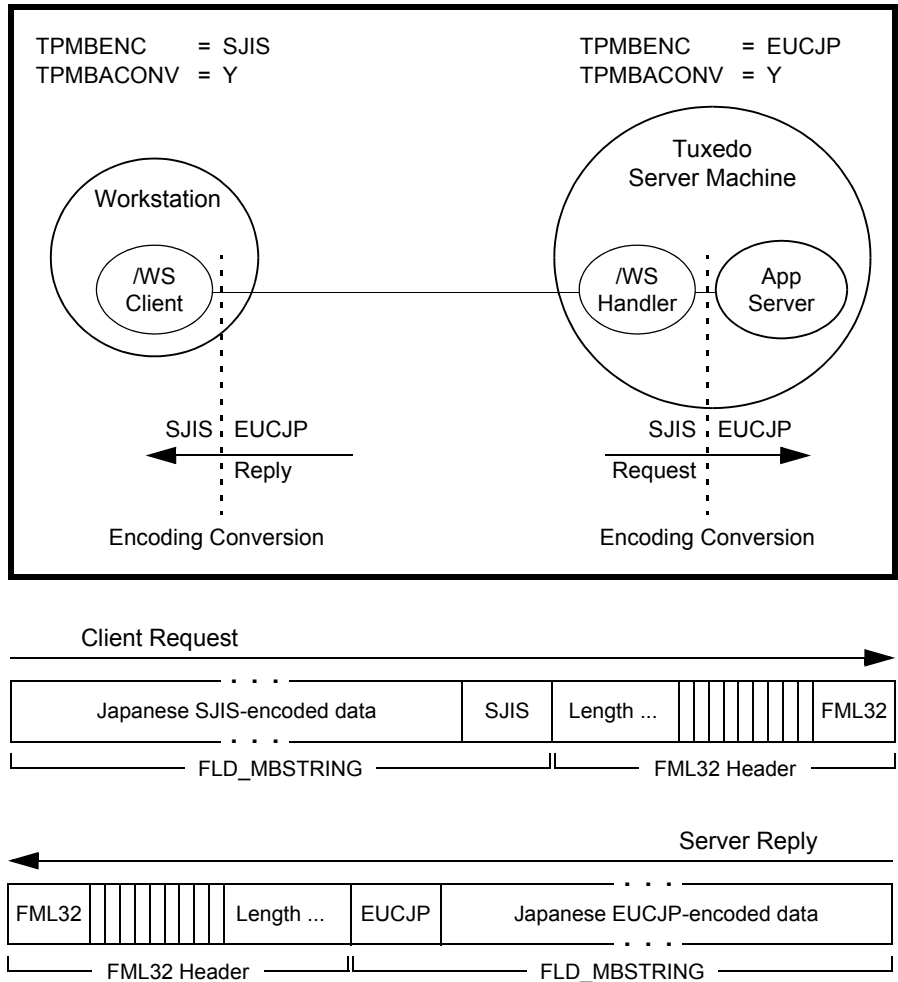 TPMBENC = SJIS
TPMBACONV = Y
TPMBENC = EUCJP
TPMBACONV = Y
Workstation
/WS
Client
Tuxedo
Server Machine
/WS
Handler
App
Server
SJIS EUCJP
Reply
Encoding Conversion
SJIS EUCJP
Request
Encoding Conversion
Client Request
Japanese SJIS-encoded data SJIS Length ... FML32
FLD_MBSTRING FML32 Header
Server Reply
FML32 Length ... EUCJP Japanese EUCJP-encoded data
FML32 Header FLD_MBSTRING